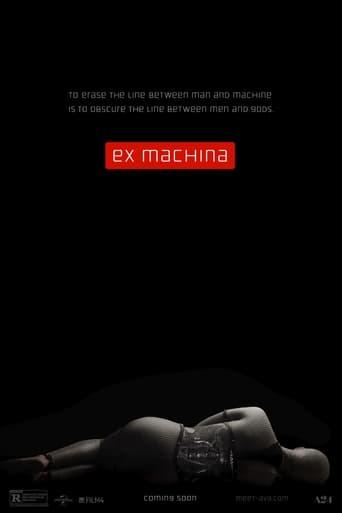 TO ERASE THE LINE BETWEEN MAN AND MACHINE
IS TO OBSCURE THE LINE BETWEEN MEN AND GODS.
EX MACHINA
R
COMING SOON
MEET-AVA.COM
A24